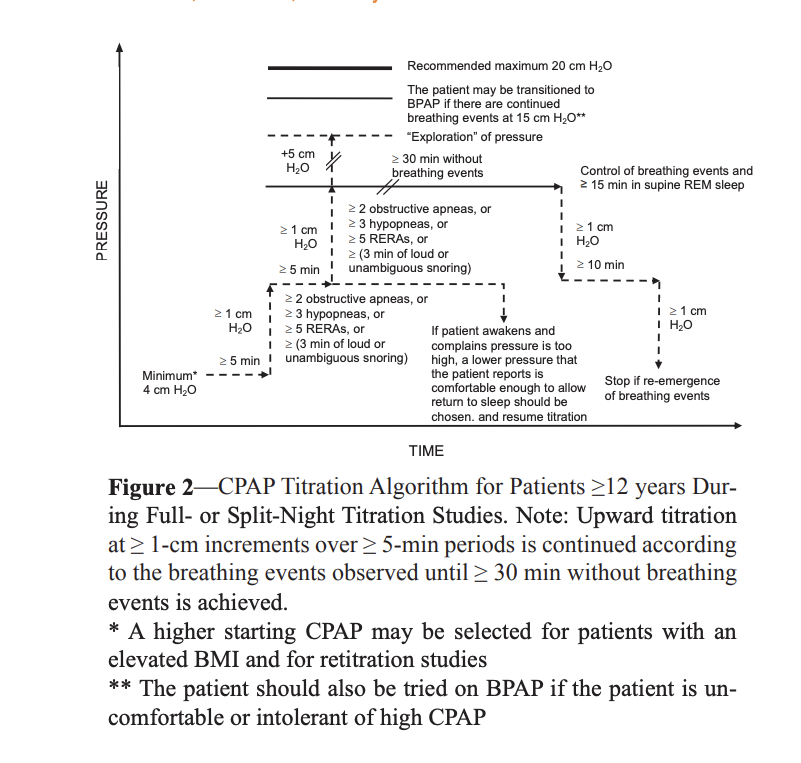 Recommended maximum 20 cm H₂O
The patient may be transitioned to
BPAP if there are continued
breathing events at 15 cm H₂O**
“Exploration” of pressure
+5 cm
H₂O
≥ 30 min without
breathing events
Control of breathing events and
≥ 15 min in supine REM sleep
PRESSURE
≥ 1 cm
H₂O
≥ 5 min
≥ 2 obstructive apneas, or
≥ 3 hypopneas, or
≥ 5 RERAs, or
≥ (3 min of loud or
unambiguous snoring)
≥ 1 cm
H₂O
≥ 10 min
≥ 1 cm
H₂O
≥ 5 min
≥ 2 obstructive apneas, or
≥ 3 hypopneas, or
≥ 5 RERAs, or
≥ (3 min of loud or
unambiguous snoring)
≥ 1 cm
H₂O
Minimum*
4 cm H₂O
If patient awakens and
complains pressure is too
high, a lower pressure that
the patient reports is
comfortable enough to allow
return to sleep should be
chosen. and resume titration
Stop if re-emergence
of breathing events
TIME
Figure 2—CPAP Titration Algorithm for Patients ≥12 years Dur-
ing Full- or Split-Night Titration Studies. Note: Upward titration
at ≥ 1-cm increments over ≥ 5-min periods is continued according
to the breathing events observed until ≥ 30 min without breathing
events is achieved.
* A higher starting CPAP may be selected for patients with an
elevated BMI and for retitration studies
** The patient should also be tried on BPAP if the patient is un-
comfortable or intolerant of high CPAP